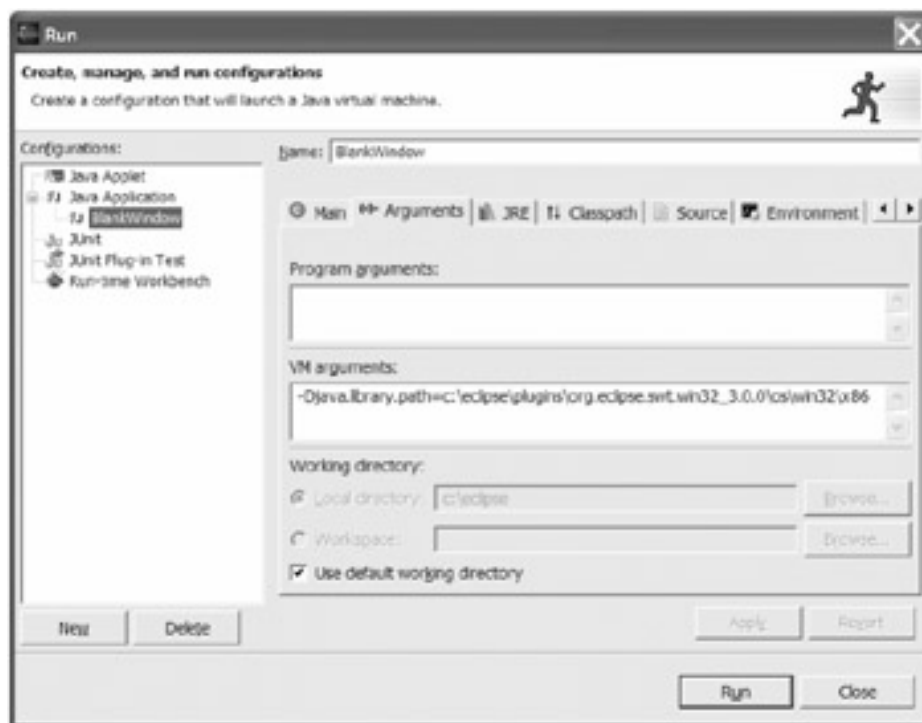 Run
Create, manage, and run configurations
Create a configuration that will launch a Java virtual machine.
Configurations:
Java Applet
Java Application
BlankWindow
JUnit
JUnit Plug-in Test
Run-time Workbench
New
Delete
Name: BlankWindow
Main
Arguments
JRE
Classpath
Source
Environment
Program arguments:
VM arguments:
-Djava.library.path=c:\eclipse\plugins\org.eclipse.swt.win32_3.0.0\os\win32\x86
Working directory:
Local directory: c:\eclipse
Browse...
Workspace:
Browse...
Use default working directory
Apply
Revert
Run
Close